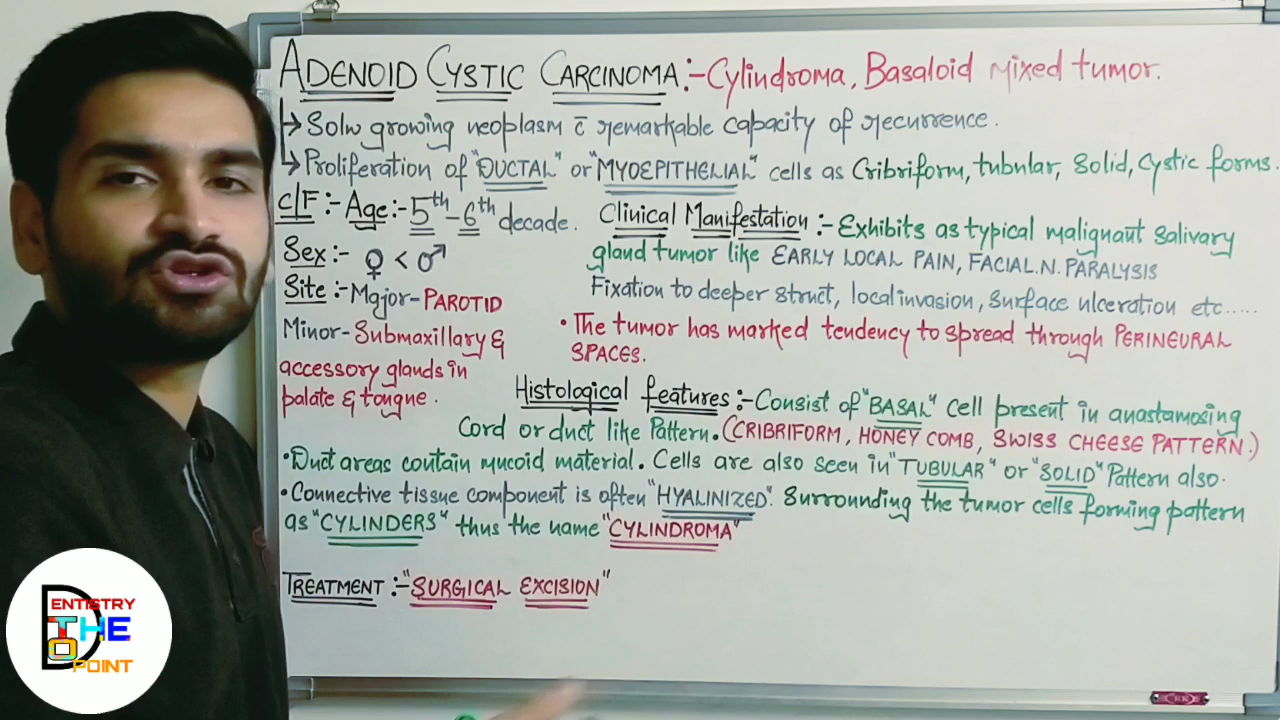 ADENOID CYSTIC CARCINOMA:- Cylindroma, Basaloid mixed tumor.
→ Solw growing neoplasm c̄ remarkable capacity of recurrence.
→ Proliferation of "DUCTAL" or "MYOEPITHELIAL" cells as Cribriform, tubular, Solid, Cystic forms.
C/F:- Age:- 5th-6th decade.
Sex:- ♀ < ♂
Site:- Major- PAROTID
Minor- Submaxillary &
accessory glands in
palate & tongue.
Clinical Manifestation:- Exhibits as typical malignant salivary
gland tumor like EARLY LOCAL PAIN, FACIAL.N. PARALYSIS
Fixation to deeper struct, local invasion, surface ulceration etc.....
• The tumor has marked tendency to spread through PERINEURAL
SPACES.
Histological features:- Consist of "BASAL" Cell present in anastamosing
Cord or duct like Pattern. (CRIBRIFORM, HONEY COMB, SWISS CHEESE PATTERN.)
• Duct areas contain mucoid material. Cells are also seen in "TUBULAR" or "SOLID" Pattern also.
• Connective tissue component is often "HYALINIZED". Surrounding the tumor cells forming pattern
as "CYLINDERS" thus the name "CYLINDROMA"
TREATMENT:- "SURGICAL EXCISION"
DENTISTRY
THE
TO
POINT